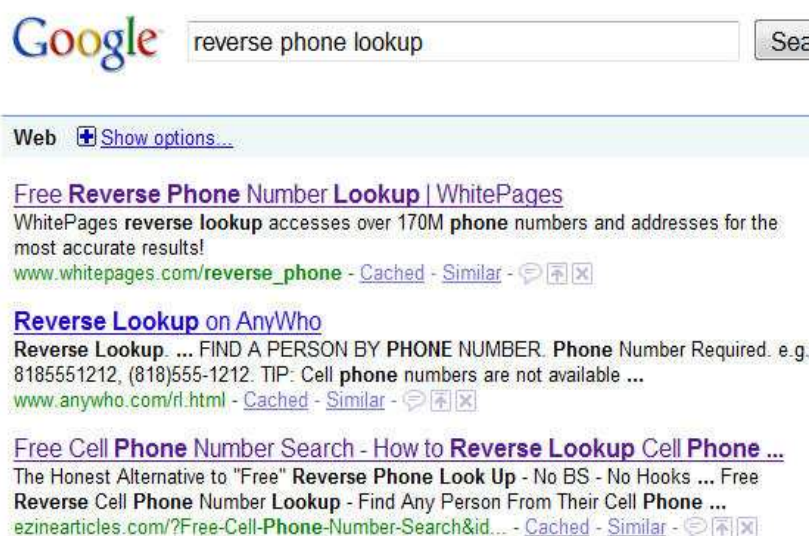 Google reverse phone lookup Sea
Web Show options...
Free Reverse Phone Number Lookup | WhitePages
WhitePages reverse lookup accesses over 170M phone numbers and addresses for the
most accurate results!
www.whitepages.com/reverse_phone - Cached - Similar -
Reverse Lookup on AnyWho
Reverse Lookup. ... FIND A PERSON BY PHONE NUMBER. Phone Number Required. e.g.
8185551212, (818)555-1212. TIP: Cell phone numbers are not available ...
www.anywho.com/rl.html - Cached - Similar -
Free Cell Phone Number Search - How to Reverse Lookup Cell Phone ...
The Honest Alternative to "Free" Reverse Phone Look Up - No BS - No Hooks ... Free
Reverse Cell Phone Number Lookup - Find Any Person From Their Cell Phone ...
ezinearticles.com/?Free-Cell-Phone-Number-Search&id... - Cached - Similar -